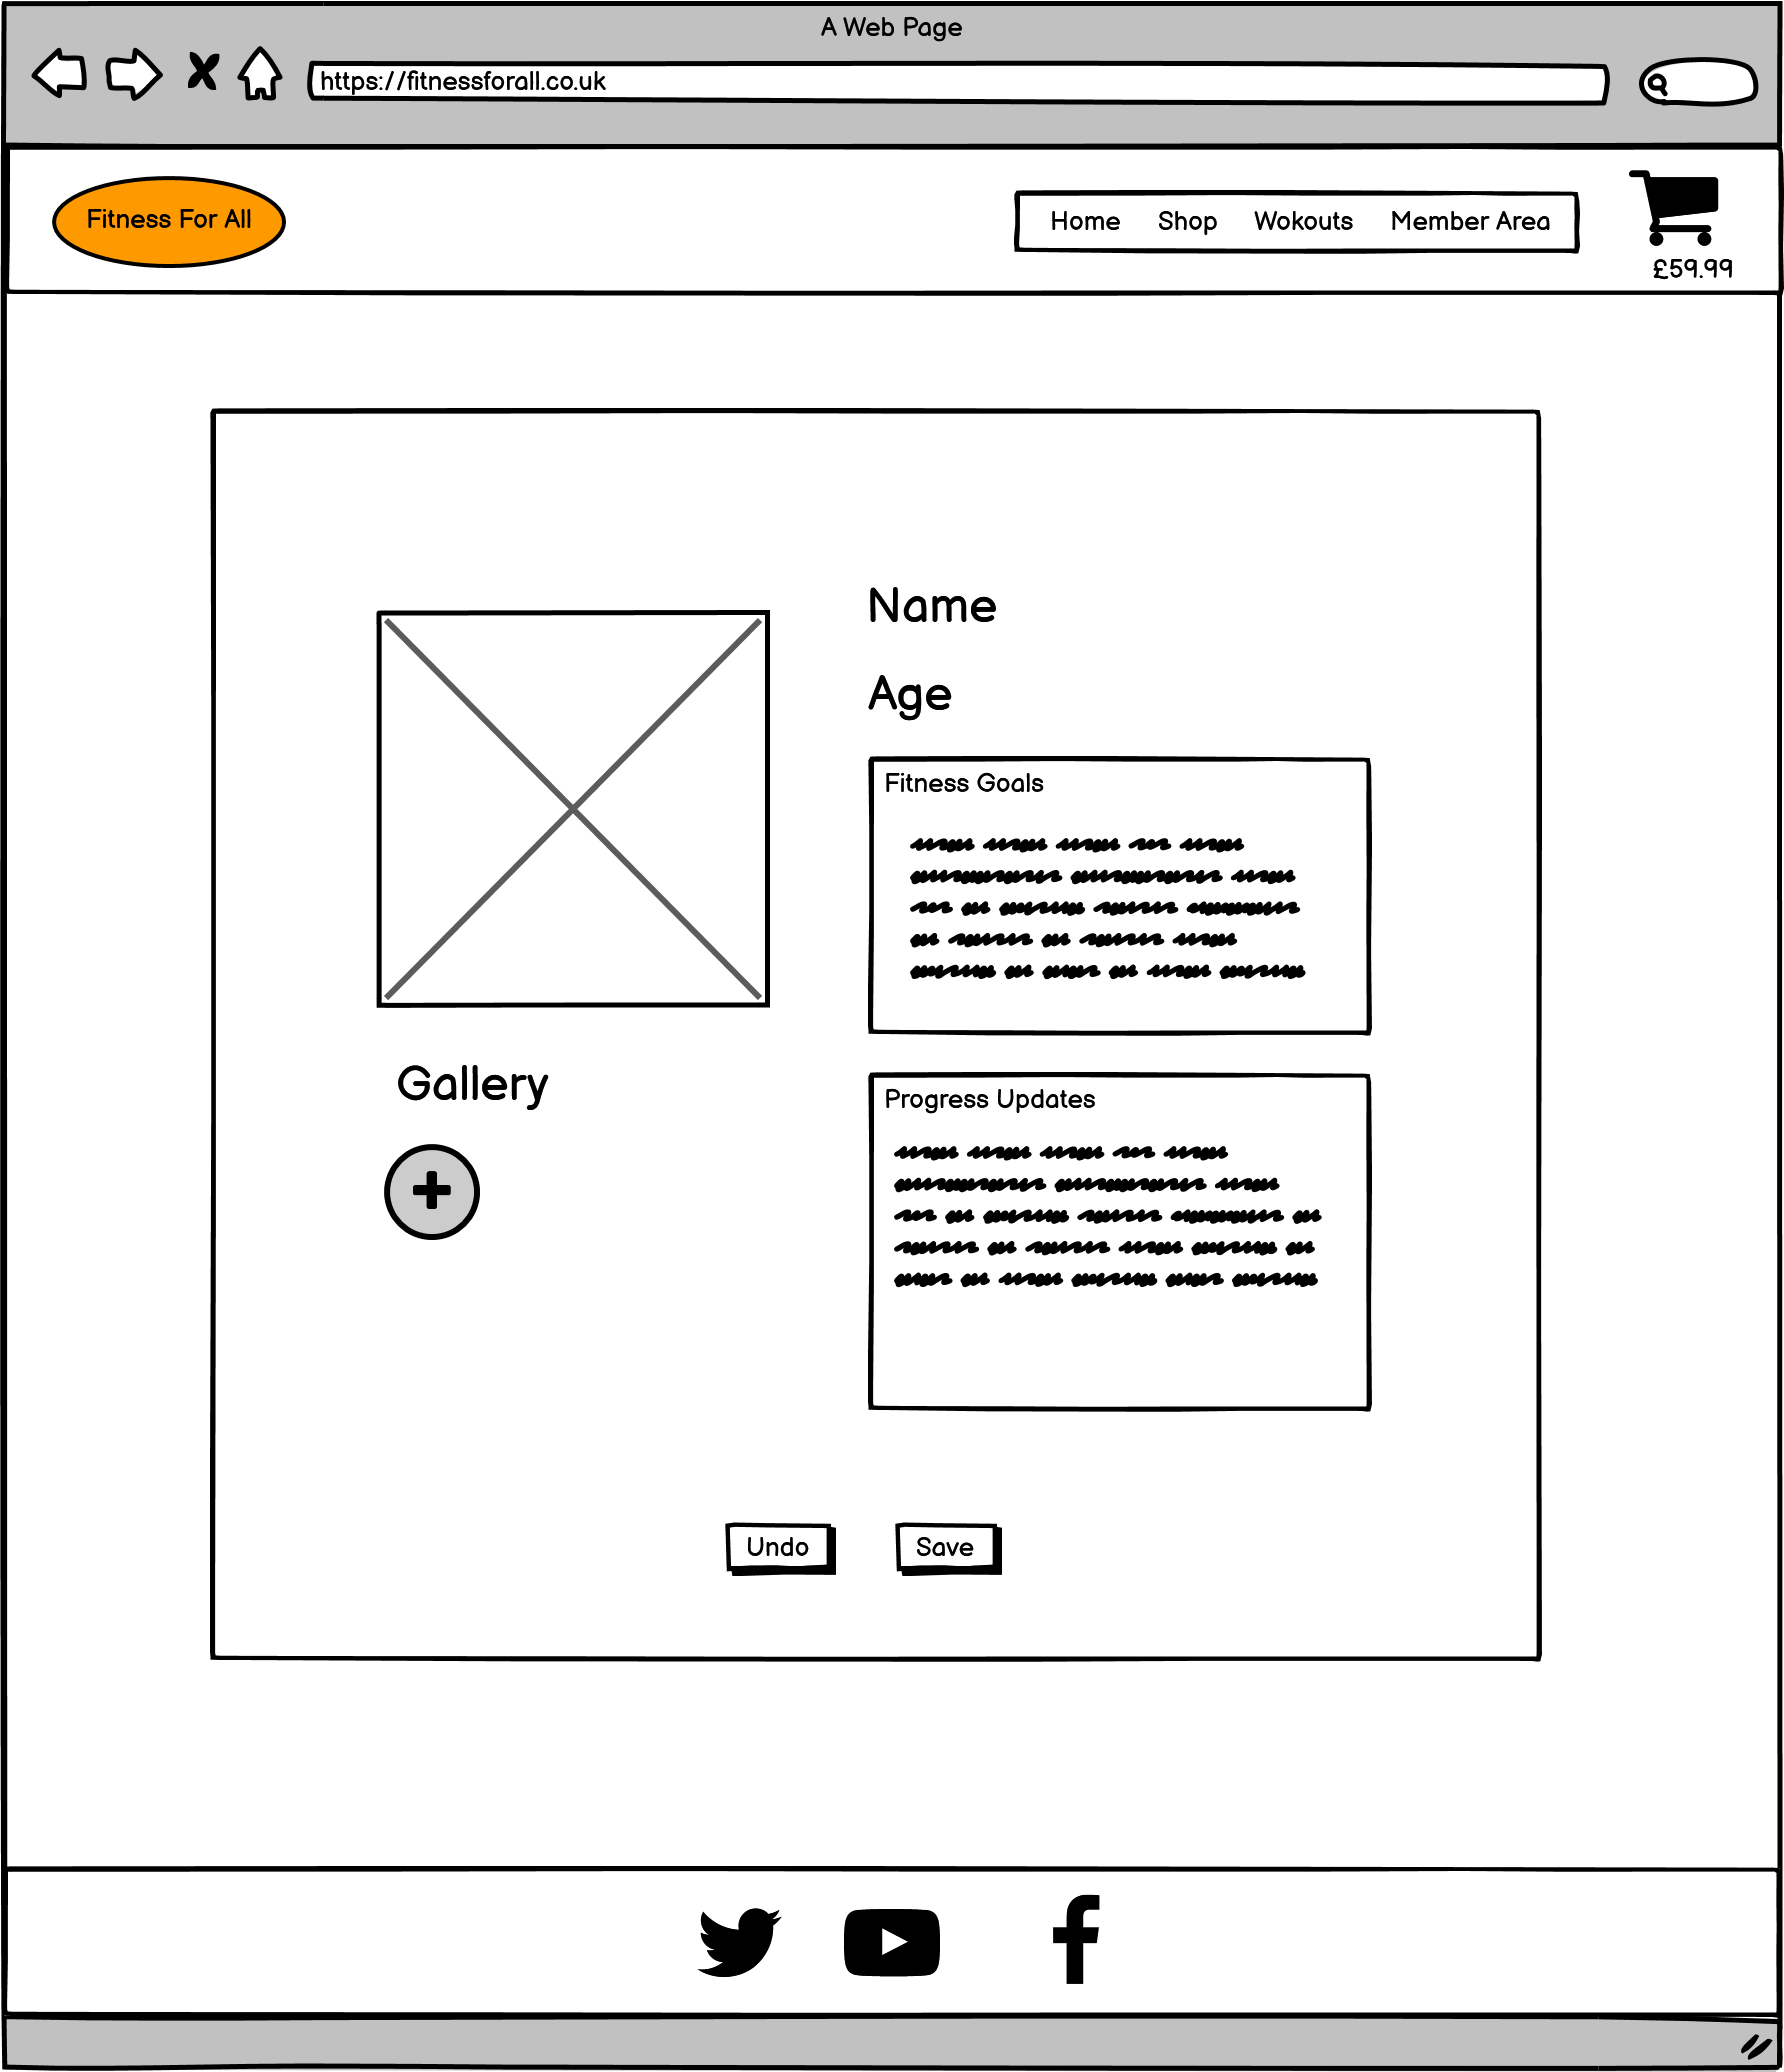 A Web Page
https://fitnessforall.co.uk
Fitness For All
Home Shop Wokouts Member Area
£59.99
Name
Age
Fitness Goals
Gallery
Progress Updates
Undo Save